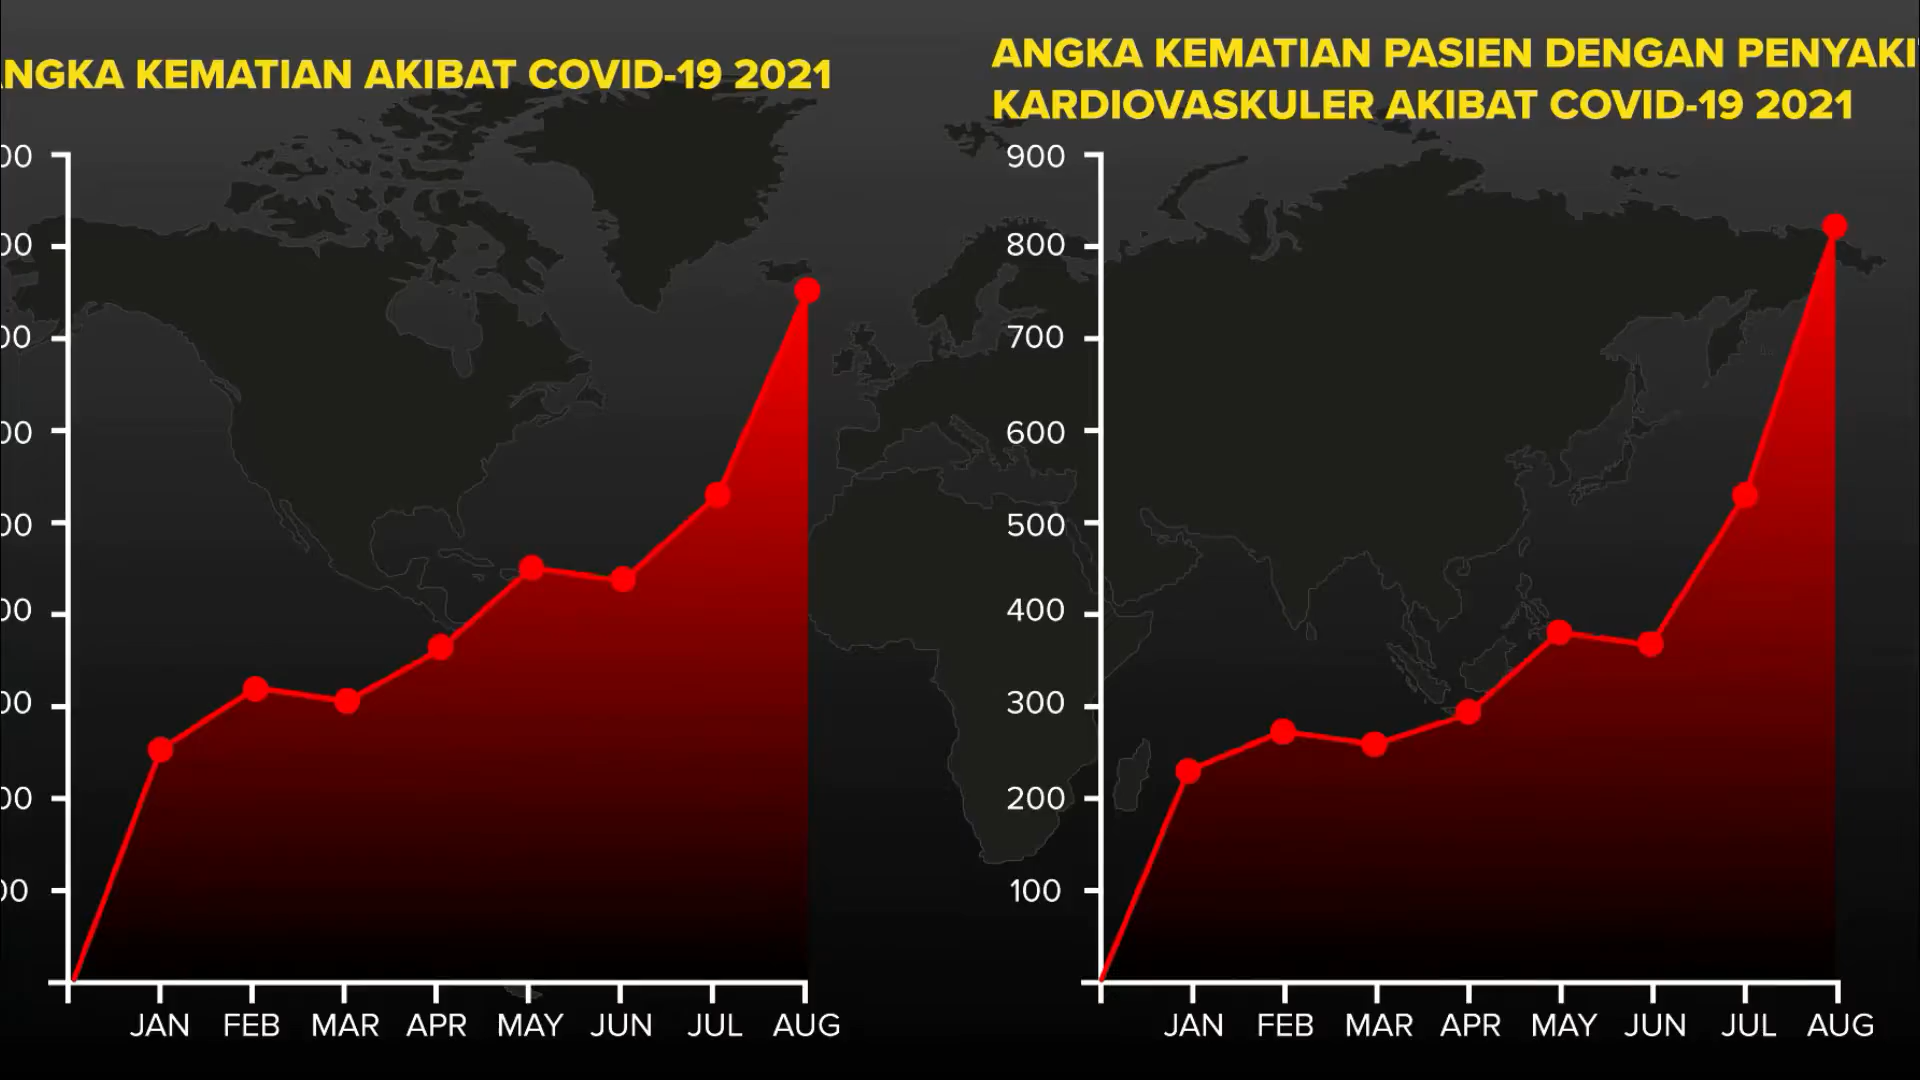 ANGKA KEMATIAN AKIBAT COVID-19 2021
JAN FEB MAR APR MAY JUN JUL AUG
ANGKA KEMATIAN PASIEN DENGAN
KARDIOVASKULER AKIBAT COVID-19 2021
900
800
700
600
500
400
300
200
100
JAN FEB MAR APR MAY JUN JUL AUG